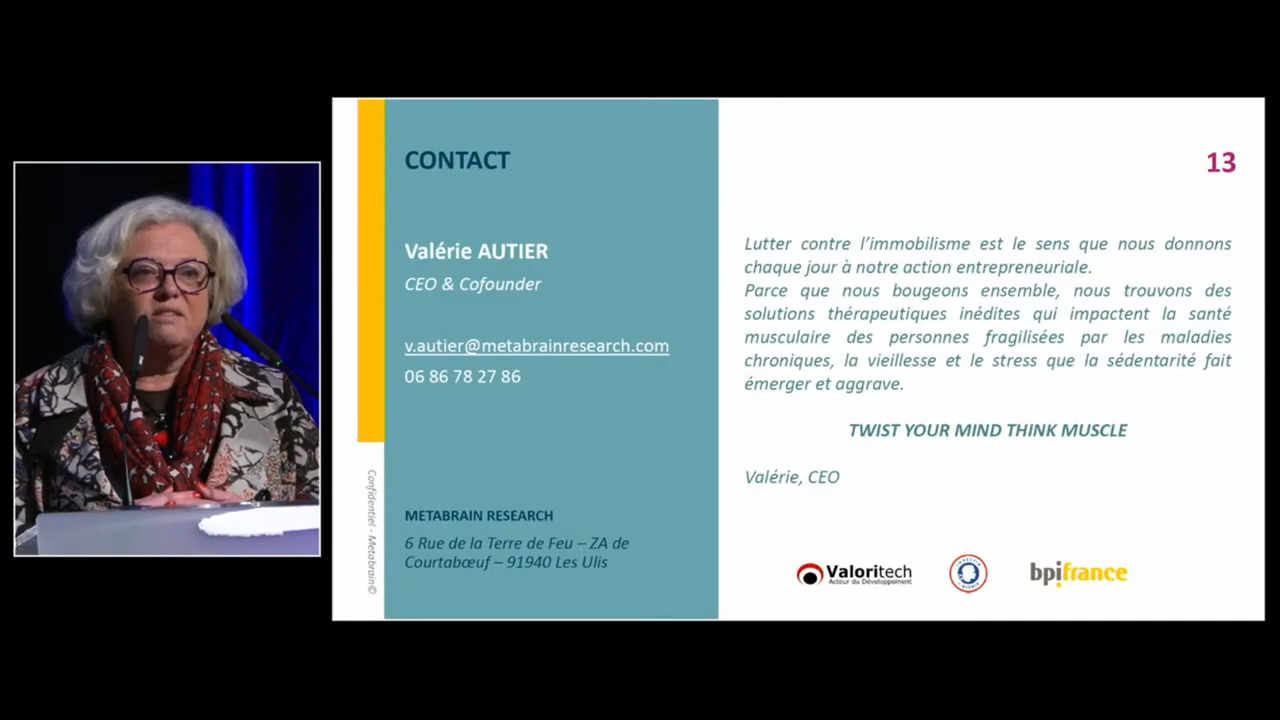 CONTACT
Valérie AUTIER
CEO & Cofounder
v.autier@metabrainresearch.com
06 86 78 27 86
METABRAIN RESEARCH
6 Rue de la Terre de Feu – ZA de
Courtabœuf – 91940 Les Ulis
Confidentiel - Metabrain©
13
Lutter contre l’immobilisme est le sens que nous donnons
chaque jour à notre action entrepreneuriale.
Parce que nous bougeons ensemble, nous trouvons des
solutions thérapeutiques inédites qui impactent la santé
musculaire des personnes fragilisées par les maladies
chroniques, la vieillesse et le stress que la sédentarité fait
émerger et aggrave.
TWIST YOUR MIND THINK MUSCLE
Valérie, CEO
Valoritech
Acteur du Développement
bpifrance